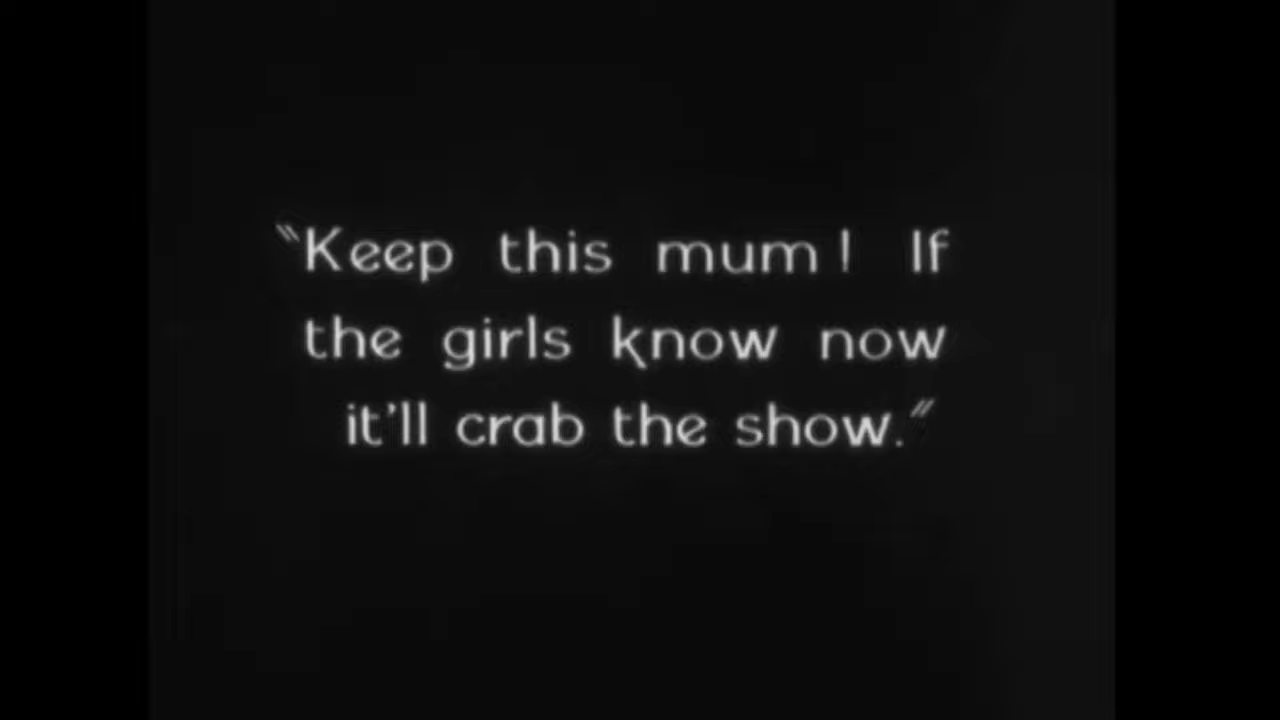 "Keep this mum! If
the girls know now
it'll crab the show."